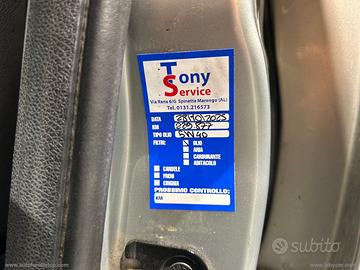 Tony
Service
Via Rana 6/G Spinetta Marengo (AL)
Tel. 0131.216573
DATA
KM
TIPO OLIO 5W40
FILTRI: OLIO
ARIA
CARBURANTE
ABITACOLO
CANDELE
FRENI
CINGHIA
PROSSIMO CONTROLLO:
KM
subito